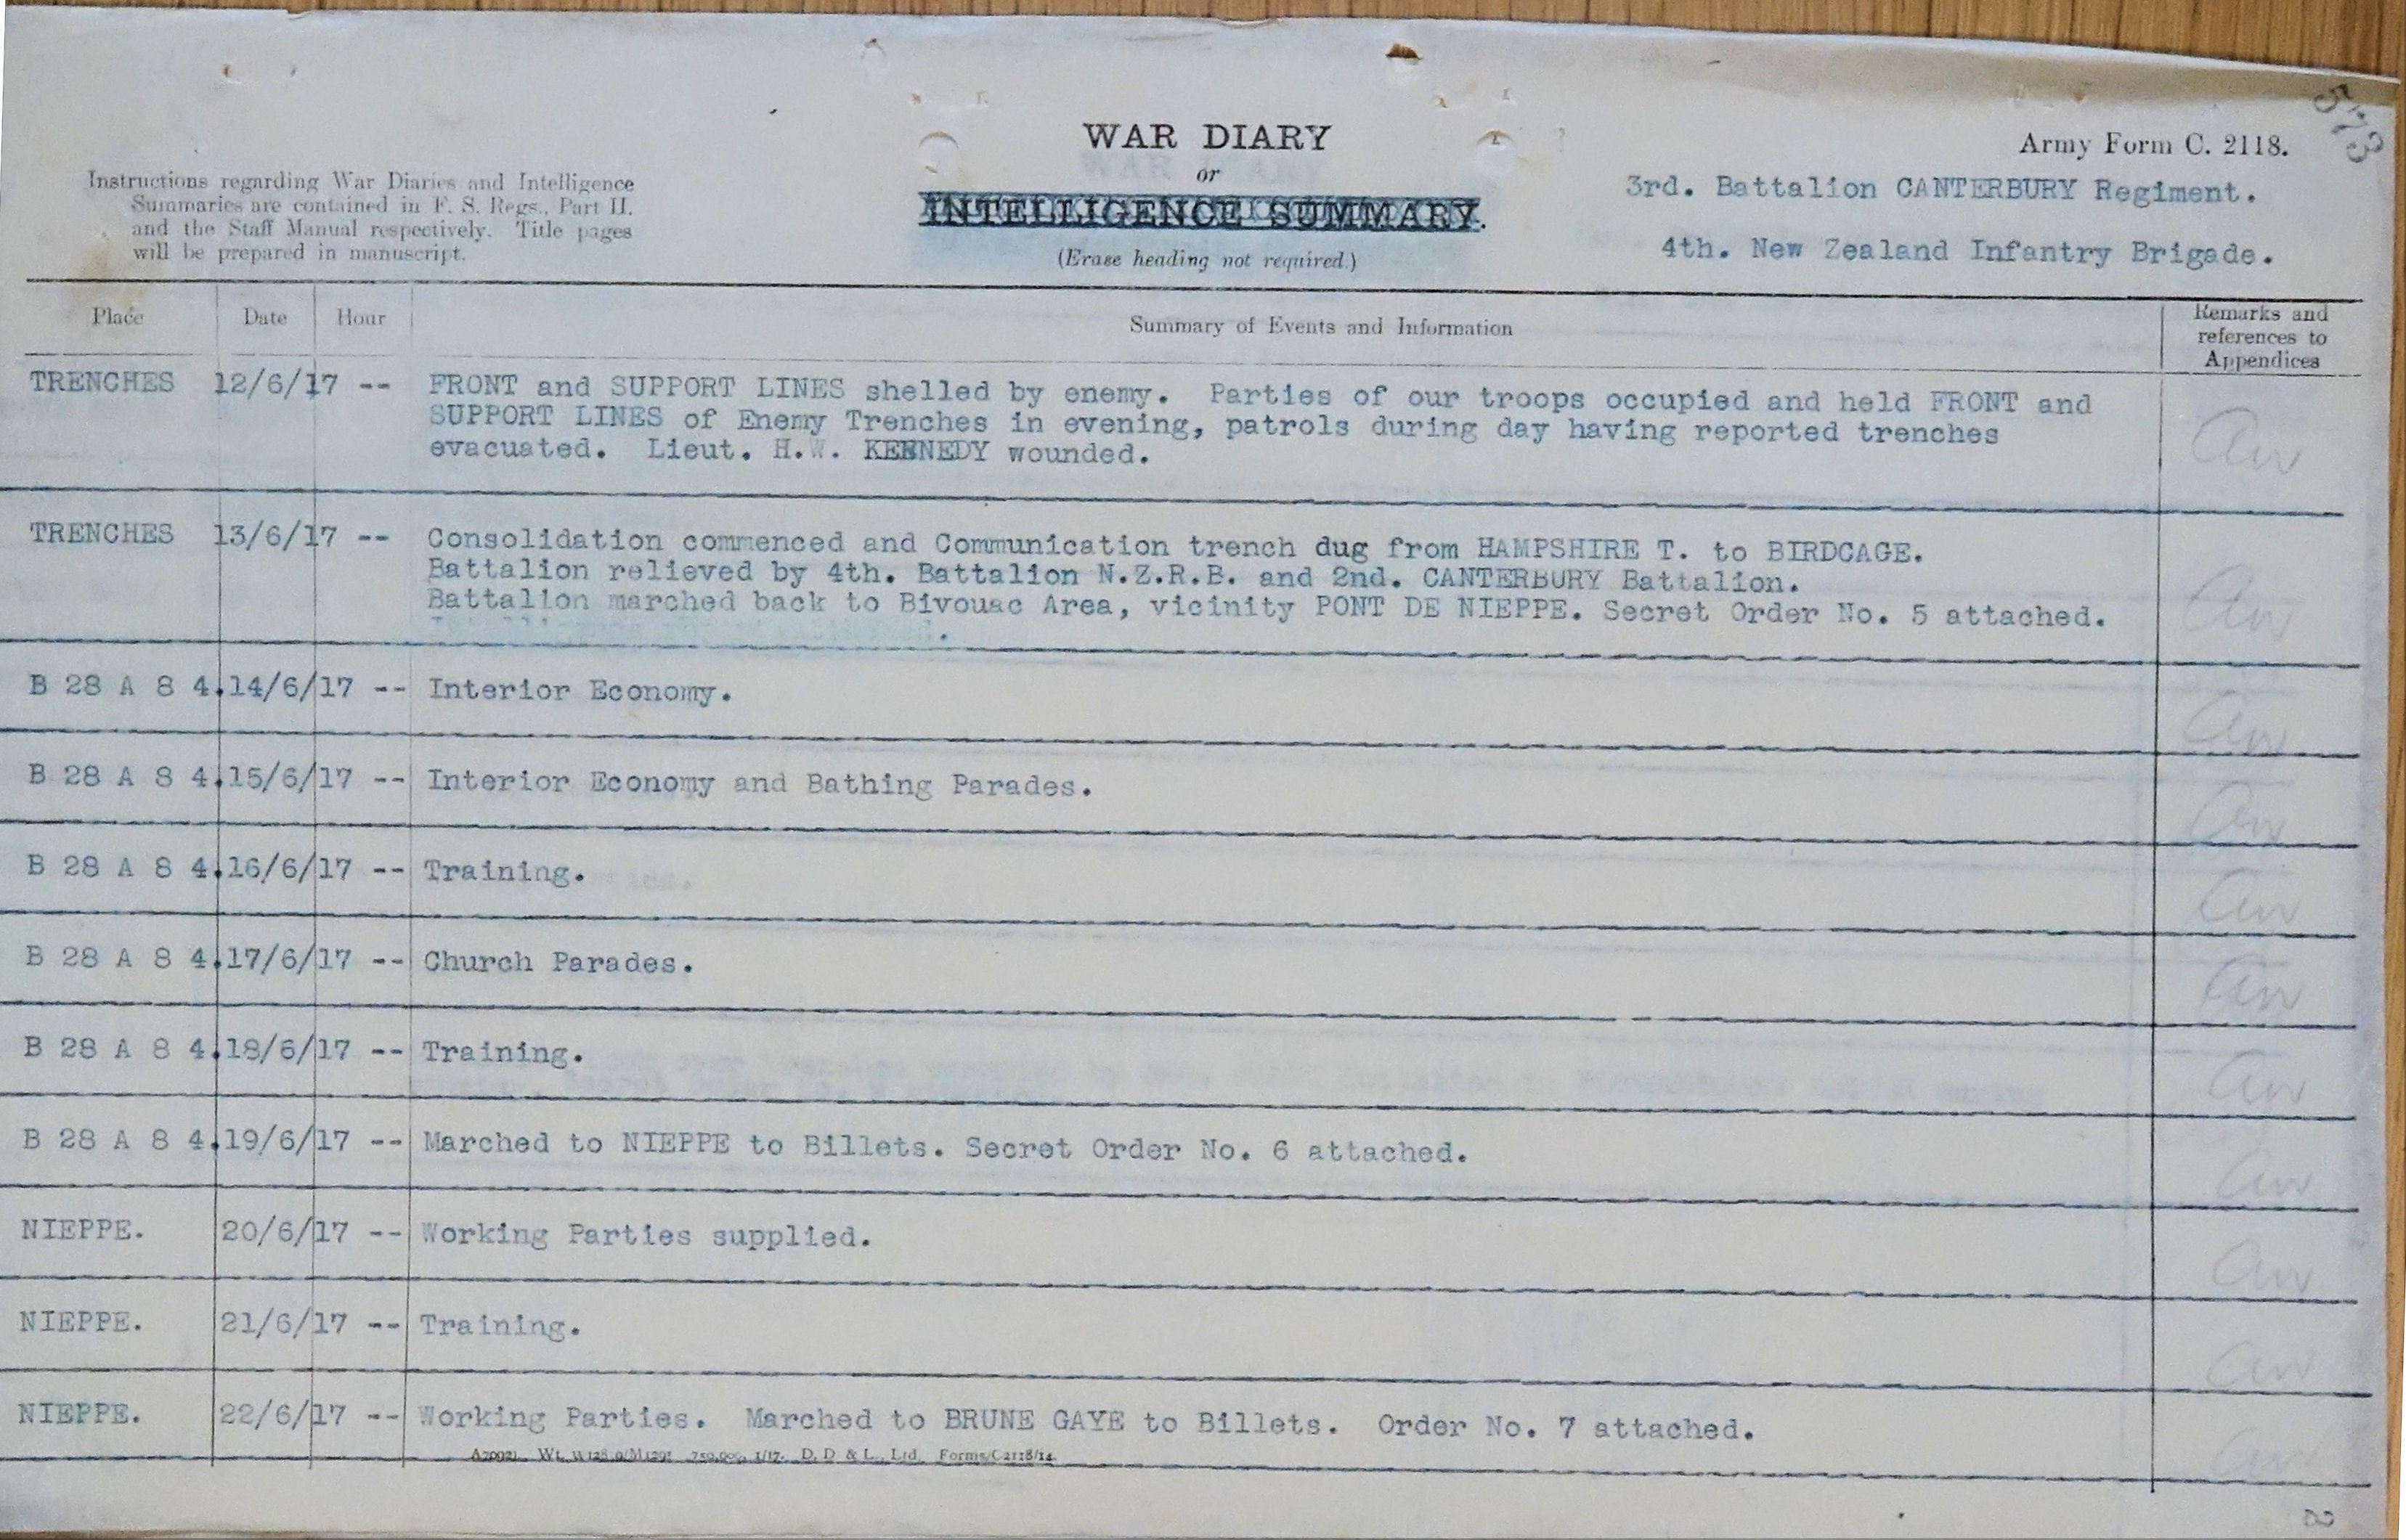 573
WAR DIARY
or
INTELLIGENCE SUMMARY.
(Erase heading not required.)
Army Form C. 2118.
Instructions regarding War Diaries and Intelligence
Summaries are contained in F. S. Regs., Part II.
and the Staff Manual respectively. Title pages
will be prepared in manuscript.
3rd. Battalion CANTERBURY Regiment.
4th. New Zealand Infantry Brigade.
Place Date Hour Summary of Events and Information Remarks and
references to
Appendices
TRENCHES 12/6/17 -- FRONT and SUPPORT LINES shelled by enemy. Parties of our troops occupied and held FRONT and
SUPPORT LINES of Enemy Trenches in evening, patrols during day having reported trenches
evacuated. Lieut. H.W. KENNEDY wounded.
TRENCHES 13/6/17 -- Consolidation commenced and Communication trench dug from HAMPSHIRE T. to BIRDCAGE.
Battalion relieved by 4th. Battalion N.Z.R.B. and 2nd. CANTERBURY Battalion.
Battalion marched back to Bivouac Area, vicinity PONT DE NIEPPE. Secret Order No. 5 attached.
B 28 A 8 4. 14/6/17 -- Interior Economy.
B 28 A 8 4. 15/6/17 -- Interior Economy and Bathing Parades.
B 28 A 8 4. 16/6/17 -- Training.
B 28 A 8 4. 17/6/17 -- Church Parades.
B 28 A 8 4. 18/6/17 -- Training.
B 28 A 8 4. 19/6/17 -- Marched to NIEPPE to Billets. Secret Order No. 6 attached.
NIEPPE. 20/6/17 -- Working Parties supplied.
NIEPPE. 21/6/17 -- Training.
NIEPPE. 22/6/17 -- Working Parties. Marched to BRUNE GAYE to Billets. Order No. 7 attached.
1/17. D. D & L., Ltd. Forms/C2118/14.